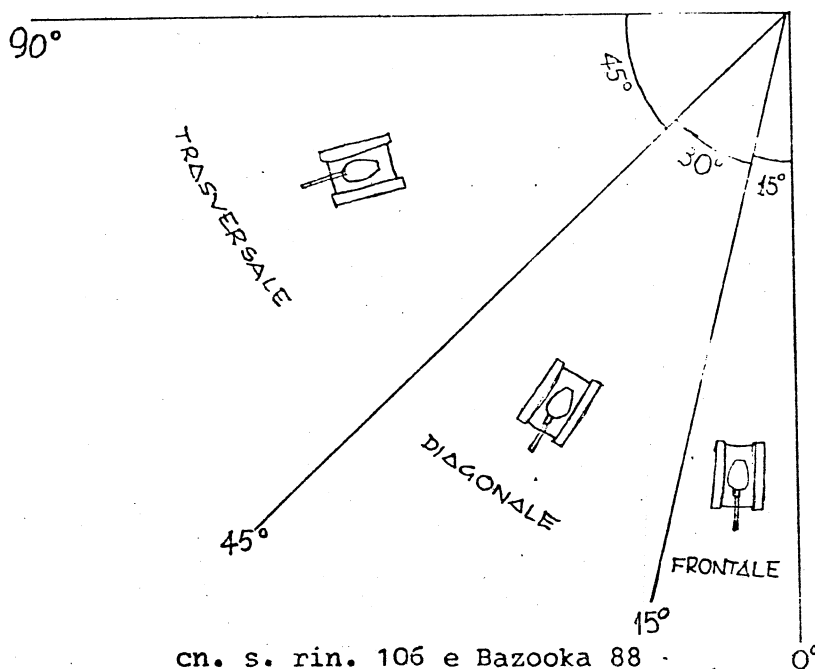 90°
45°
30°
15°
TRASVERSALE
DIAGONALE
FRONTALE
45°
15°
0°
cn. s. rin. 106 e Bazooka 88